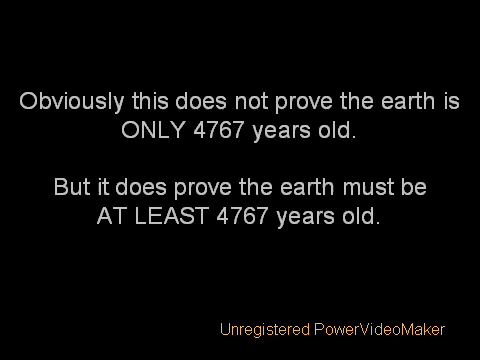 Obviously this does not prove the earth is
ONLY 4767 years old.
But it does prove the earth must be
AT LEAST 4767 years old.
Unregistered PowerVideoMaker